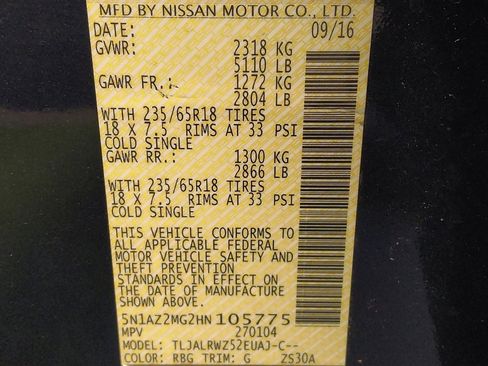 MFD BY NISSAN MOTOR CO., LTD.
DATE: 09/16
GVWR: 2318 KG
5110 LB
GAWR FR.: 1272 KG
2804 LB
WITH 235/65R18 TIRES
18 X 7.5 RIMS AT 33 PSI
COLD SINGLE
GAWR RR.: 1300 KG
2866 LB
WITH 235/65R18 TIRES
18 X 7.5 RIMS AT 33 PSI
COLD SINGLE
THIS VEHICLE CONFORMS TO
ALL APPLICABLE FEDERAL
MOTOR VEHICLE SAFETY AND
THEFT PREVENTION
STANDARDS IN EFFECT ON
THE DATE OF MANUFACTURE
SHOWN ABOVE.
5N1AZ2MG2HN105775
MPV 270104
MODEL: TLJALRWZ52EUAJ-C--
COLOR: RBG TRIM: G ZS30A